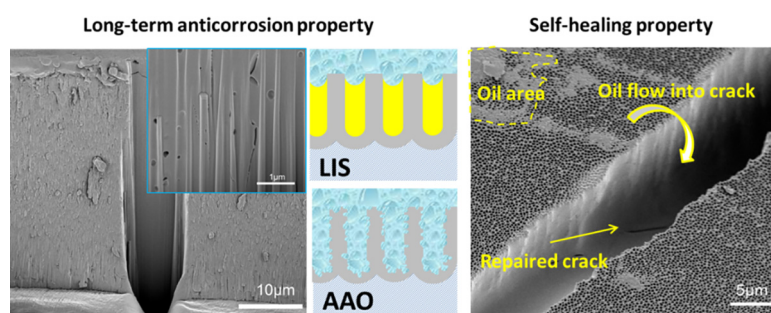 Long-term anticorrosion property
Self-healing property
1μm
10μm
LIS
AAO
Oil area
Oil flow into crack
Repaired crack
5μm